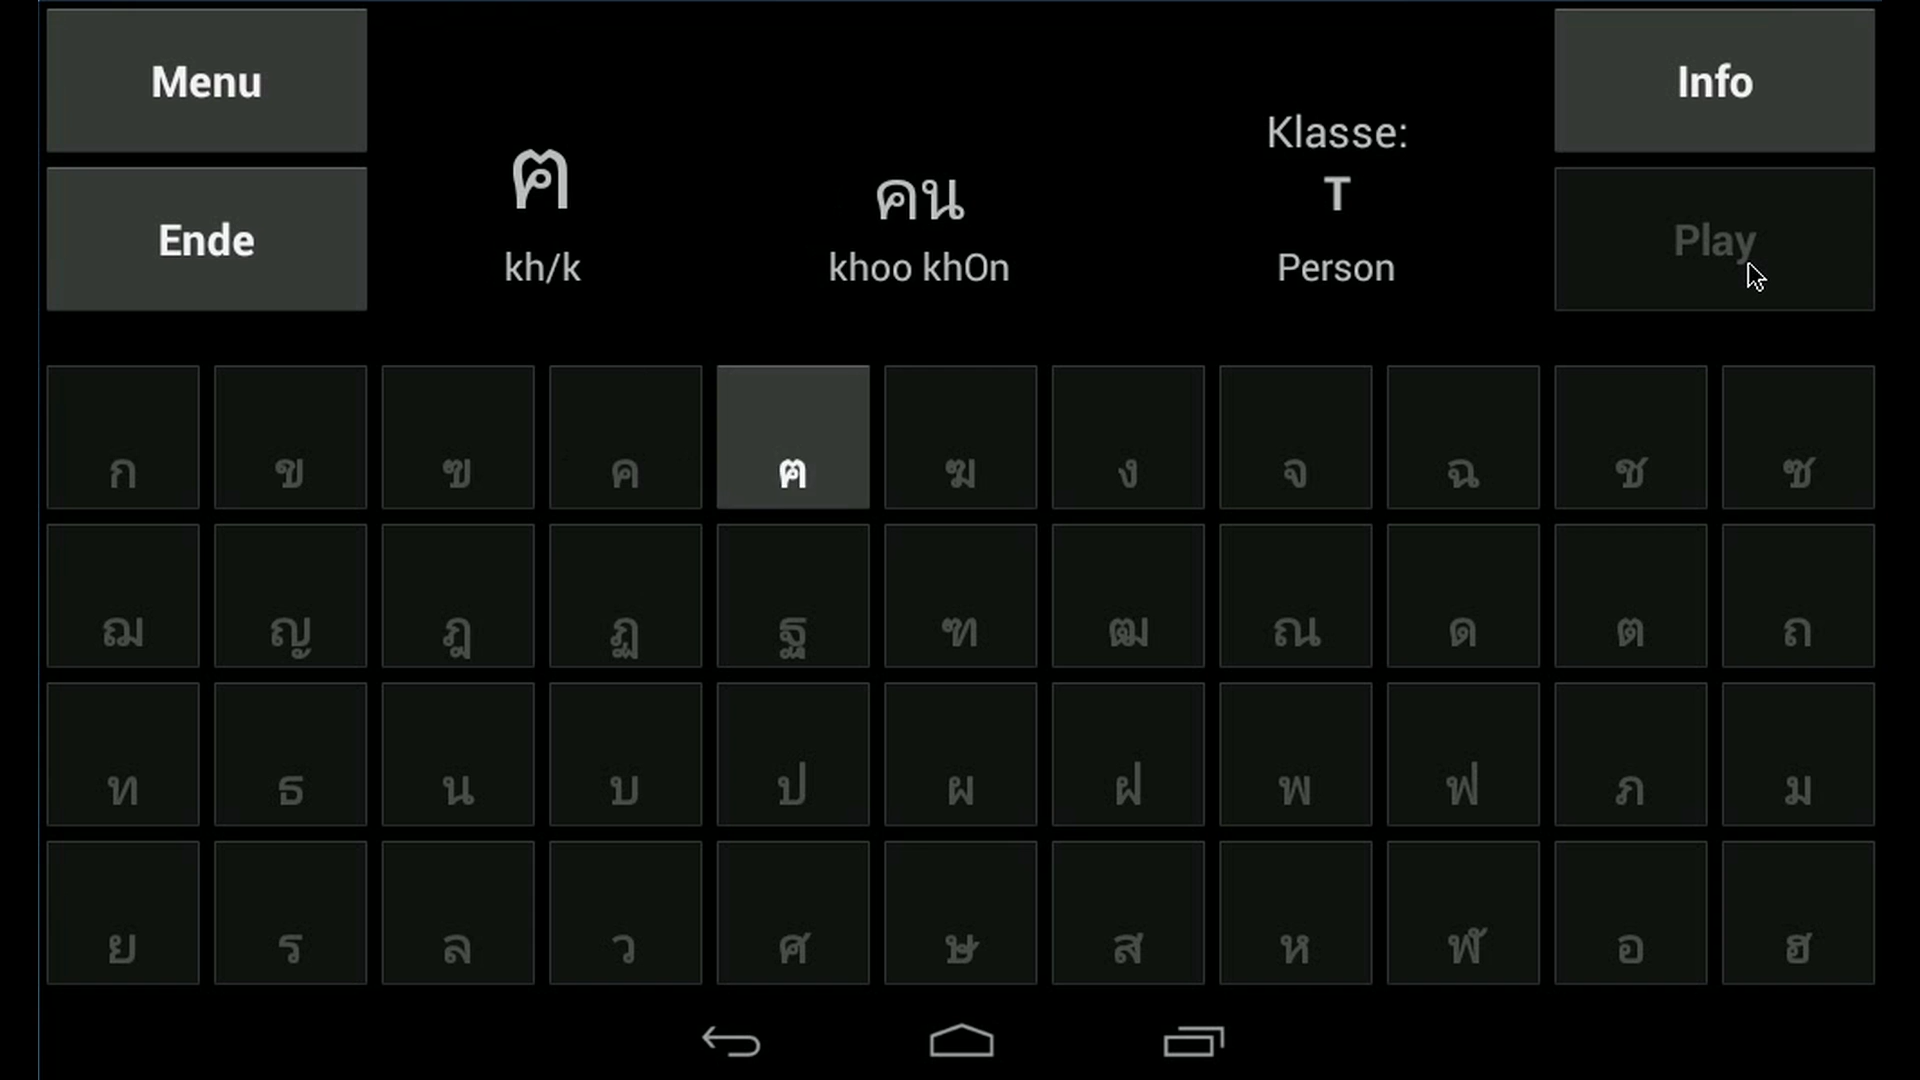 Menu
Info
Klasse:
ฅ
คน
T
Ende
Play
kh/k
khoo khOn
Person
ก ข ฃ ค ฅ ฆ ง จ ฉ ช ซ
ฌ ญ ฎ ฏ ฐ ฑ ฒ ณ ด ต ถ
ท ธ น บ ป ผ ฝ พ ฟ ภ ม
ย ร ล ว ศ ษ ส ห ฬ อ ฮ